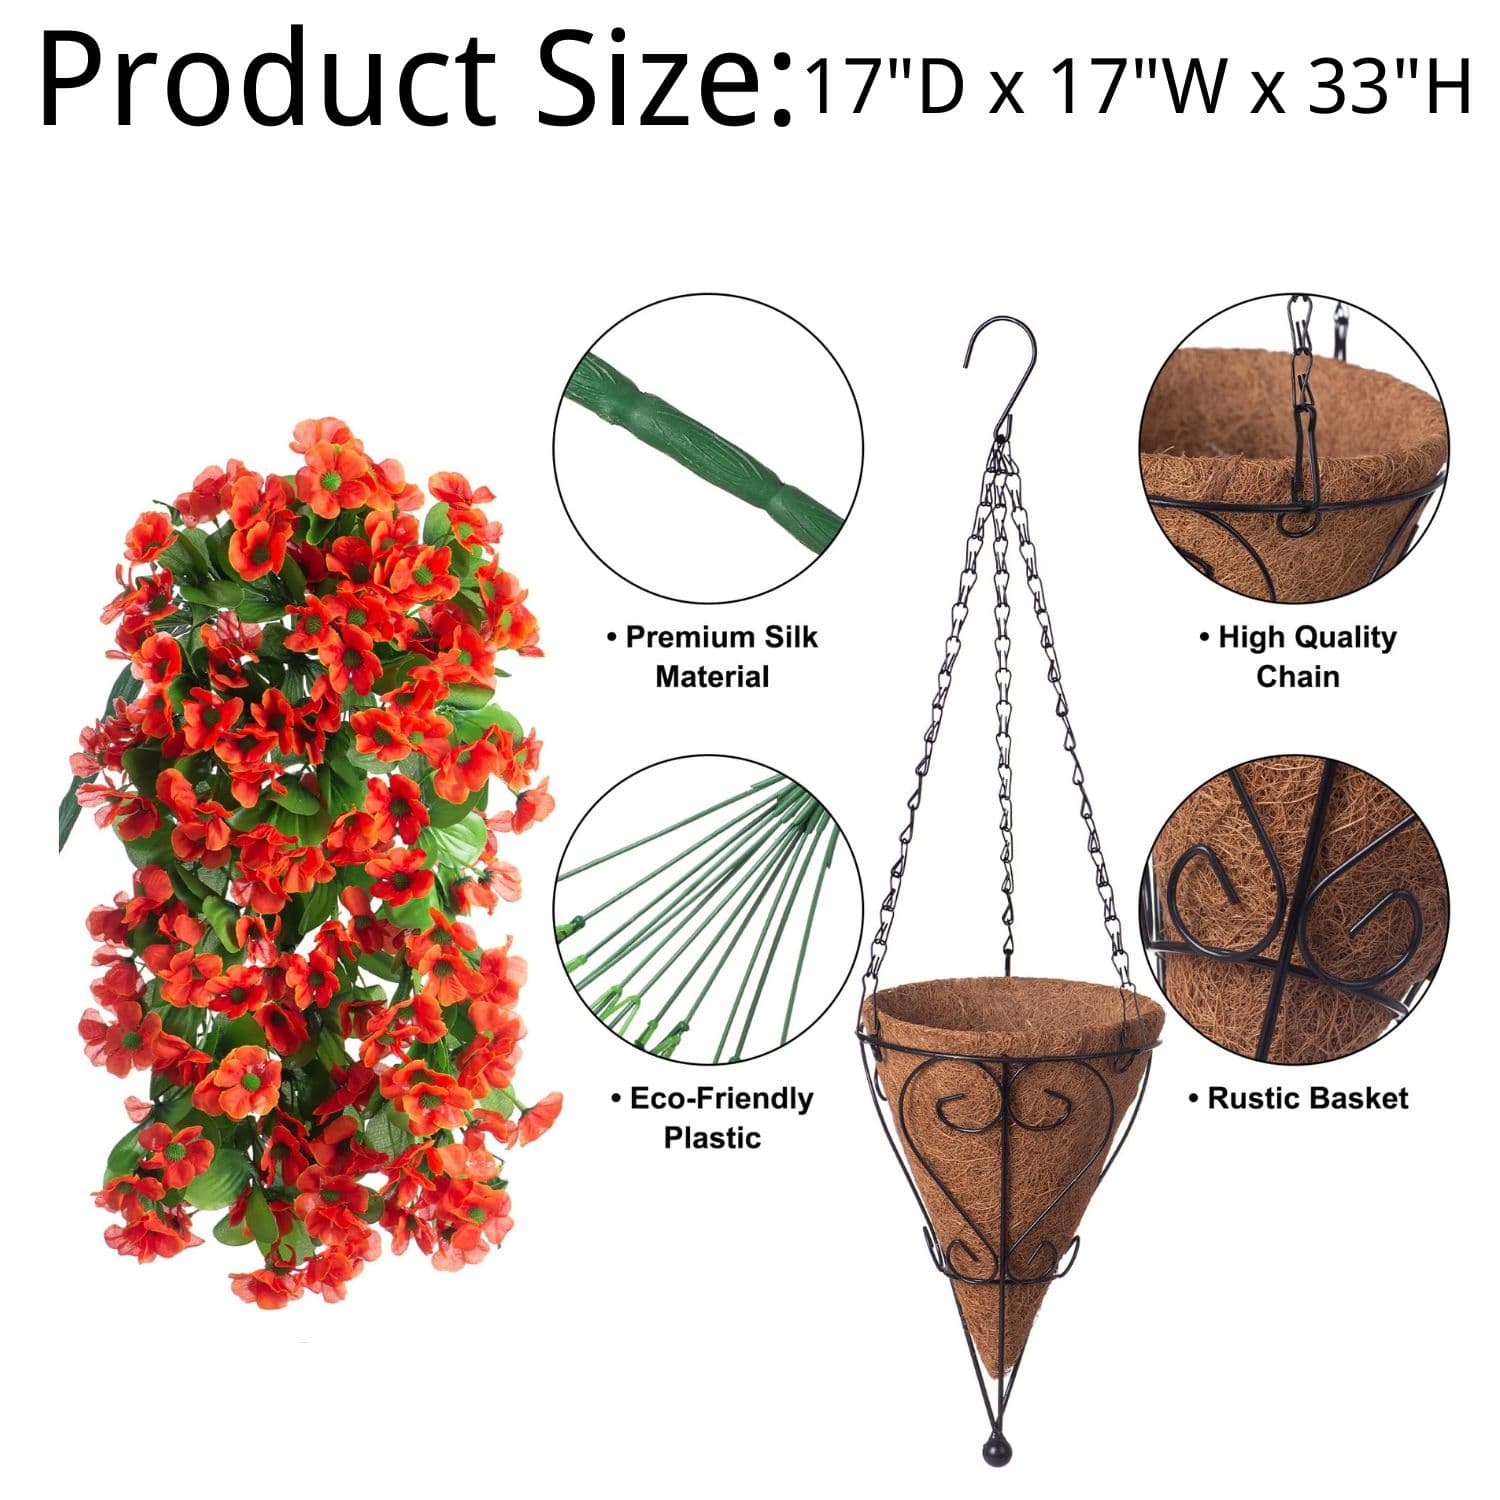 Product Size:17"D x 17"W x 33"H
• Premium Silk
Material
• High Quality
Chain
• Eco-Friendly
Plastic
• Rustic Basket